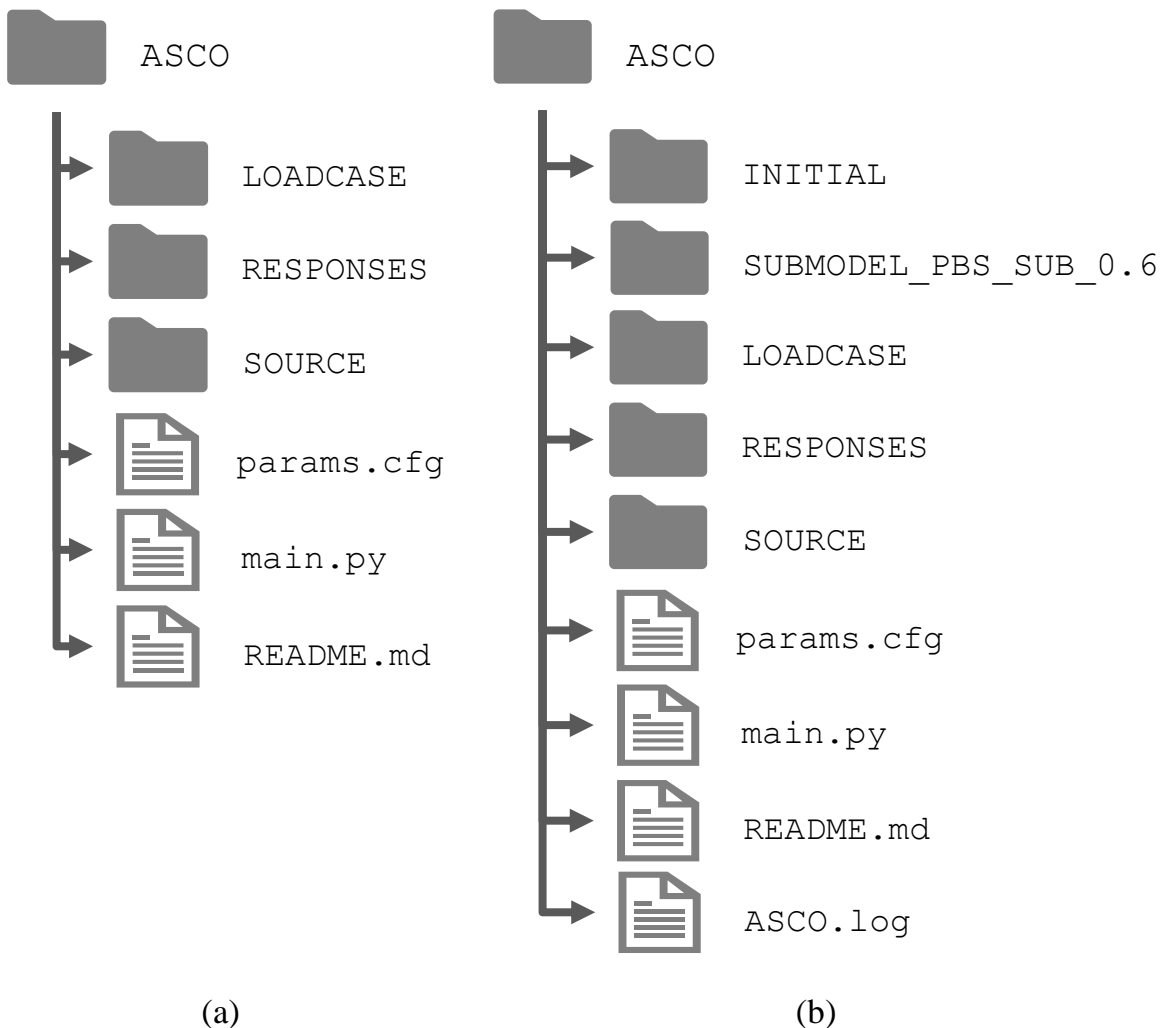 ASCO
LOADCASE
RESPONSES
SOURCE
params.cfg
main.py
README.md
(a)
ASCO
INITIAL
SUBMODEL_PBS_SUB_0.6
LOADCASE
RESPONSES
SOURCE
params.cfg
main.py
README.md
ASCO.log
(b)